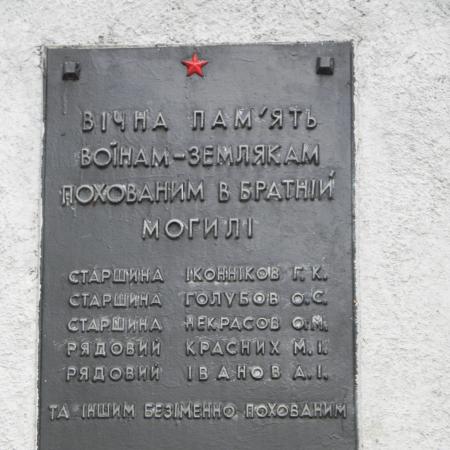 ВІЧНА ПАМ'ЯТЬ
ВОЇНАМ-ЗЕМЛЯКАМ
ПОХОВАНИМ В БРАТНІЙ
МОГИЛІ
СТАРШИНА ІКОННІКОВ Г. К.
СТАРШИНА ГОЛУБОВ О.С.
СТАРШИНА НЕКРАСОВ О.М.
РЯДОВИЙ КРАСНИХ М.І.
РЯДОВИЙ ІВАНОВ А.І.
ТА ІНШИМ БЕЗІМЕННО ПОХОВАНИМ